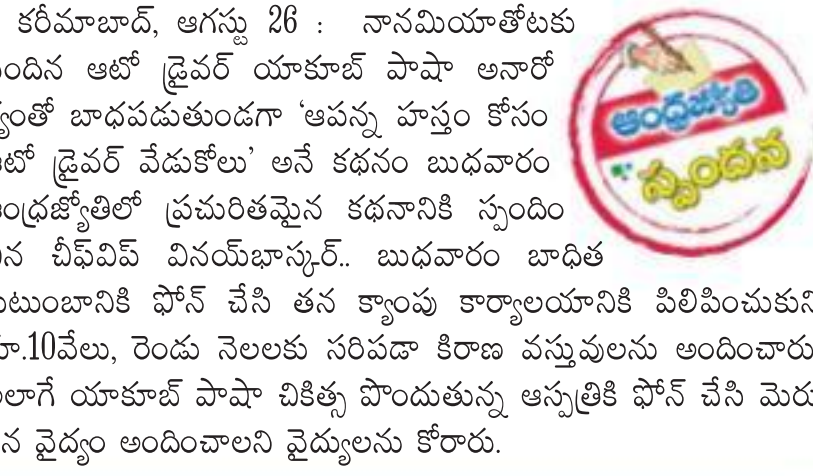 కరీమాబాద్, ఆగస్టు 26 : నానమియాతోటకు
ందిన ఆటో డ్రైవర్ యాకూబ్ పాషా అనారో
్యంతో బాధపడుతుండగా ‘ఆపన్న హస్తం కోసం
టో డ్రైవర్ వేడుకోలు’ అనే కథనం బుధవారం
ంధ్రజ్యోతిలో ప్రచురితమైన కథనానికి స్పందిం
న చీఫ్‌విప్ వినయ్‌భాస్కర్.. బుధవారం బాధిత
టుంబానికి ఫోన్ చేసి తన క్యాంపు కార్యాలయానికి పిలిపించుకుని
రూ.10వేలు, రెండు నెలలకు సరిపడా కిరాణ వస్తువులను అందించారు
లాగే యాకూబ్ పాషా చికిత్స పొందుతున్న ఆస్పత్రికి ఫోన్ చేసి మెరు
న వైద్యం అందించాలని వైద్యులను కోరారు.
ఆంధ్రజ్యోతి
స్పందన